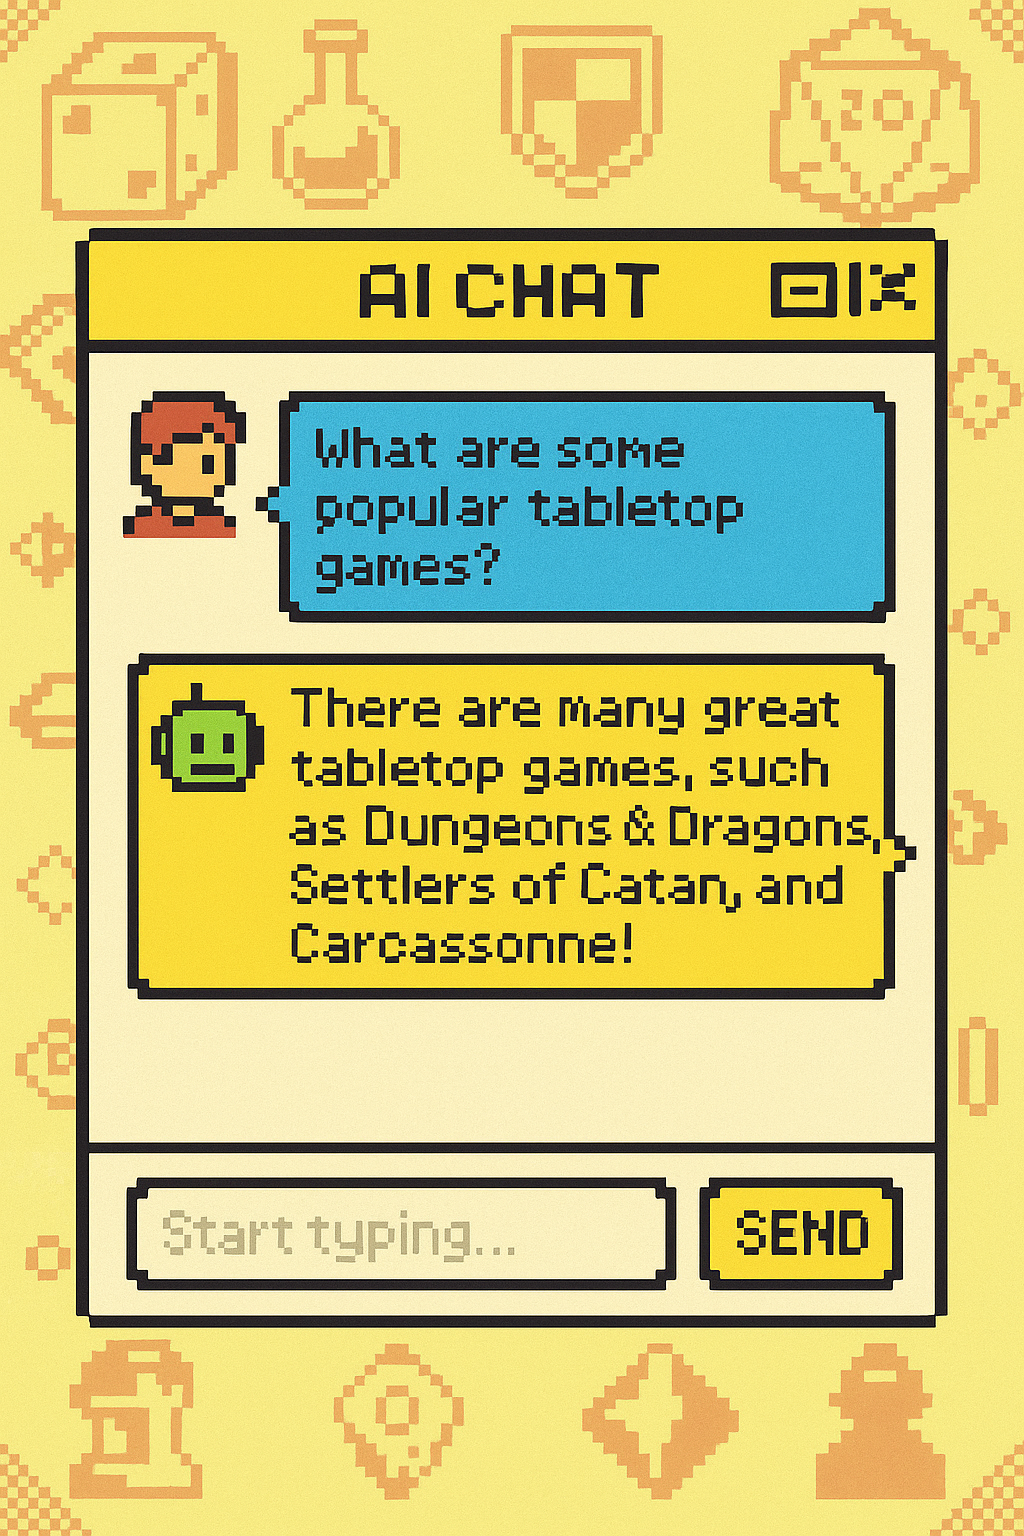 20
AI CHAT
What are some
popular tabletop
games?
There are many great
tabletop games, such
as Dungeons & Dragons,
Settlers of Catan, and
Carcassonne!
Start typing...
SEND